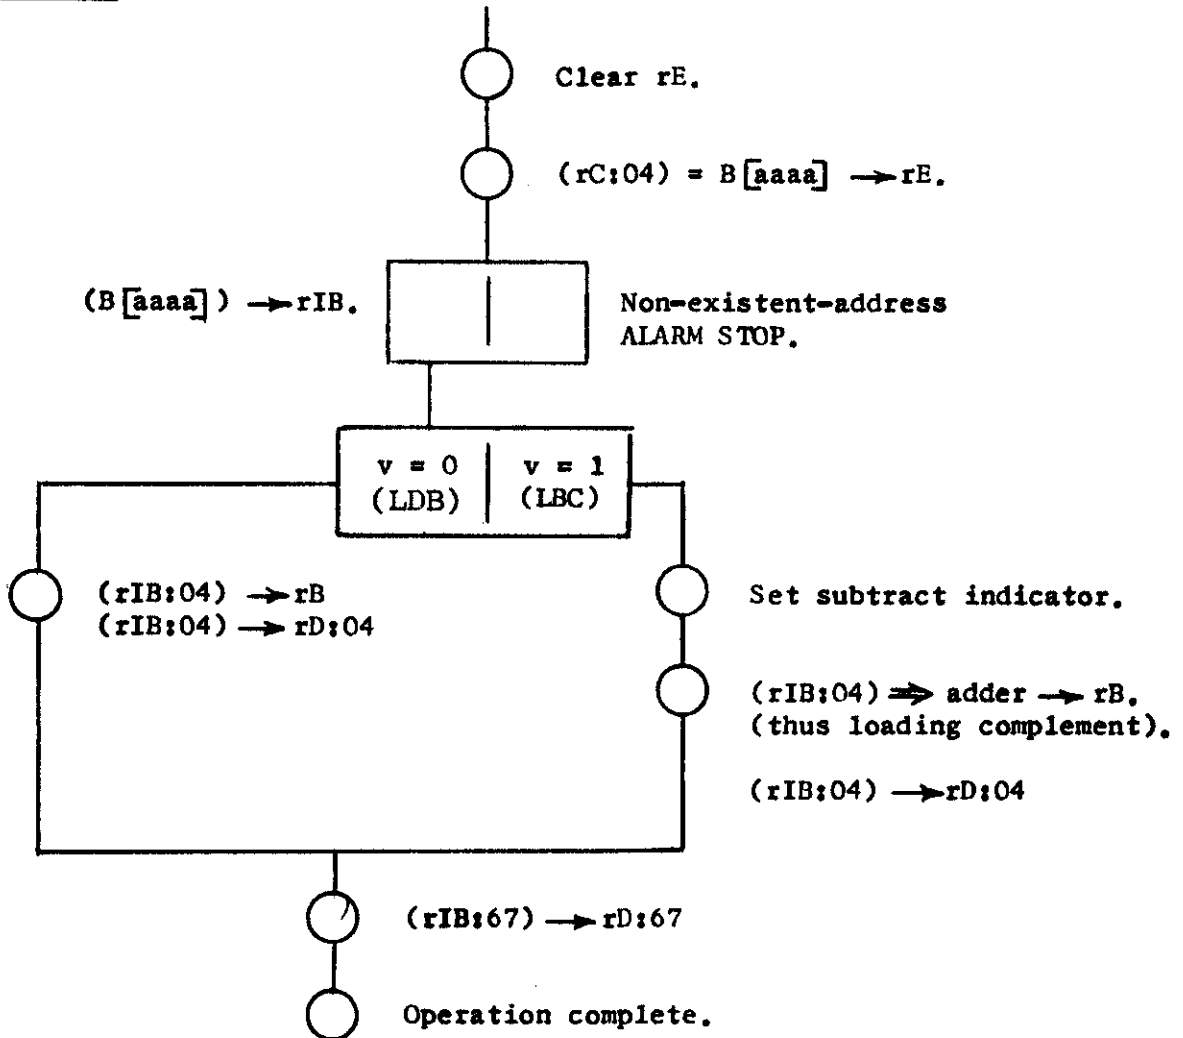 Clear rE.
(rC:04) = B[aaaa] → rE.
(B[aaaa]) → rIB.
Non-existent-address
ALARM STOP.
v = 0
(LDB)
v = 1
(LBC)
(rIB:04) → rB
(rIB:04) → rD:04
Set subtract indicator.
(rIB:04) ⇒ adder → rB.
(thus loading complement).
(rIB:04) → rD:04
(rIB:67) → rD:67
Operation complete.